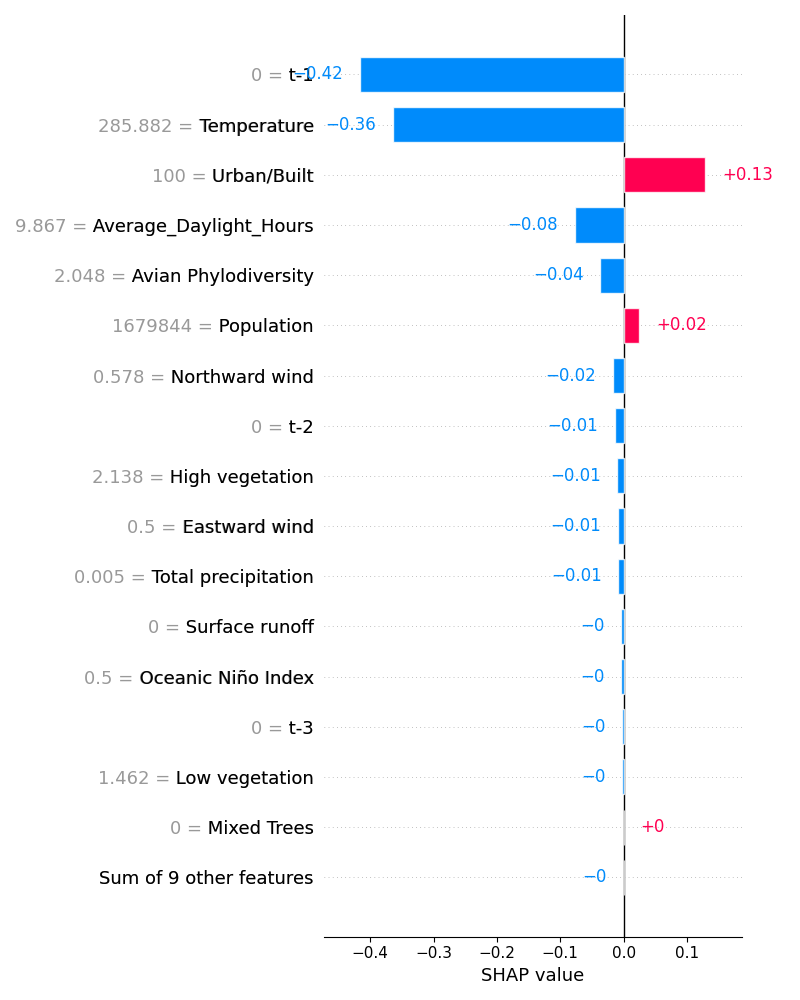 0 = t-1 −0.42
285.882 = Temperature −0.36
100 = Urban/Built +0.13
9.867 = Average_Daylight_Hours −0.08
2.048 = Avian Phylodiversity −0.04
1679844 = Population +0.02
0.578 = Northward wind −0.02
0 = t-2 −0.01
2.138 = High vegetation −0.01
0.5 = Eastward wind −0.01
0.005 = Total precipitation −0.01
0 = Surface runoff −0
0.5 = Oceanic Niño Index −0
0 = t-3 −0
1.462 = Low vegetation −0
0 = Mixed Trees +0
Sum of 9 other features −0
−0.4 −0.3 −0.2 −0.1 0.0 0.1
SHAP value